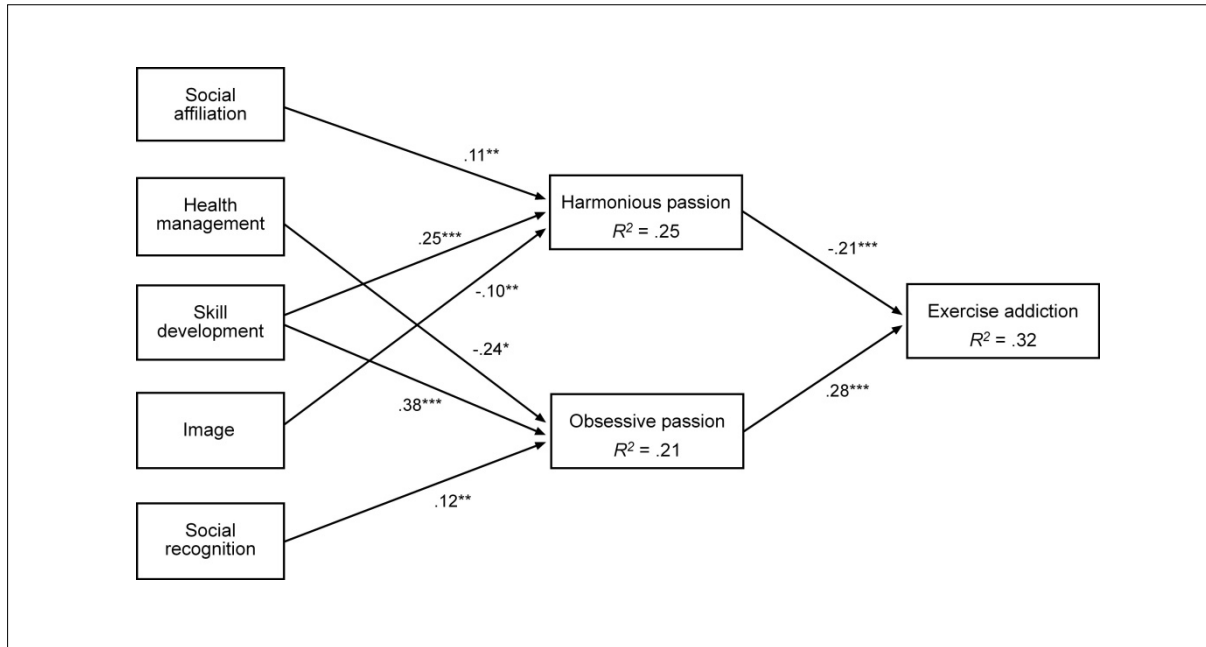 Social
affiliation
Health
management
Skill
development
Image
Social
recognition
.11**
.25***
-.10**
-.24*
.38***
.12**
Harmonious passion
R² = .25
Obsessive passion
R² = .21
-.21***
.28***
Exercise addiction
R² = .32